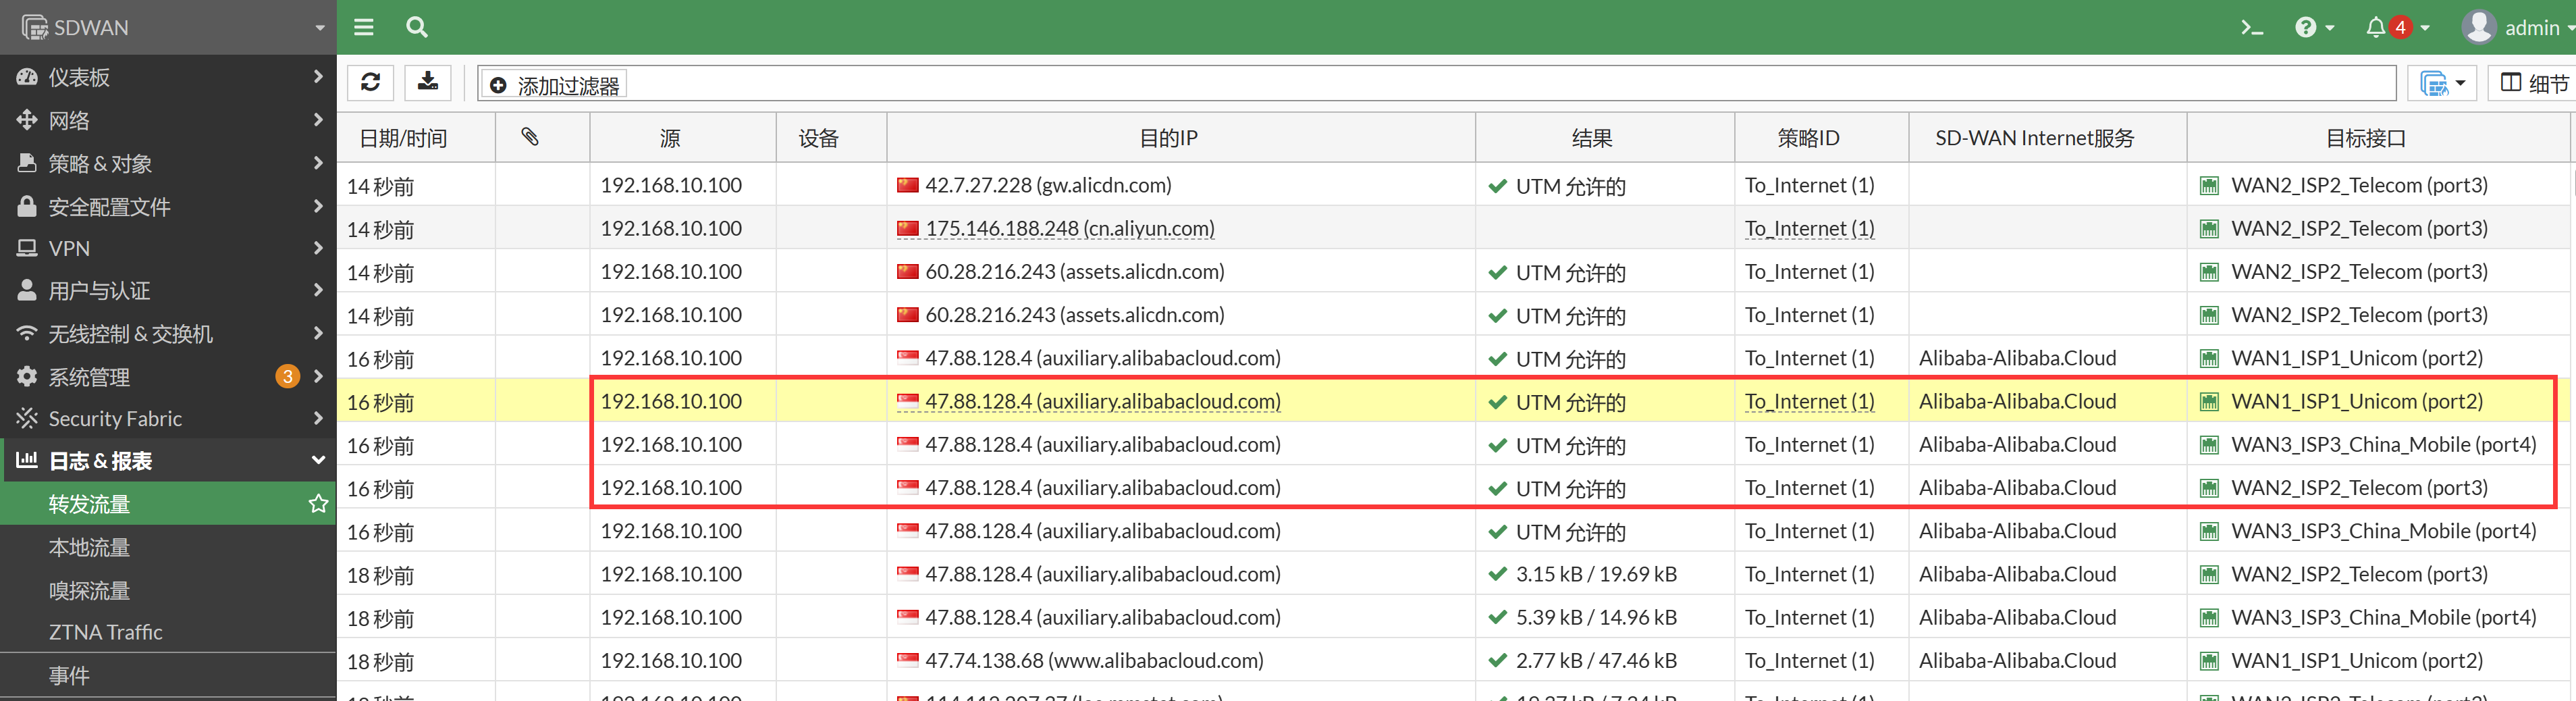 SDWAN
4
admin
仪表板
网络
策略 & 对象
安全配置文件
VPN
用户与认证
无线控制 & 交换机
系统管理 3
Security Fabric
日志 & 报表
转发流量
本地流量
嗅探流量
ZTNA Traffic
事件
添加过滤器
细节
日期/时间 源 设备 目的IP 结果 策略ID SD-WAN Internet服务 目标接口
14 秒前 192.168.10.100 42.7.27.228 (gw.alicdn.com) UTM 允许的 To_Internet (1) WAN2_ISP2_Telecom (port3)
14 秒前 192.168.10.100 175.146.188.248 (cn.aliyun.com) To_Internet (1) WAN2_ISP2_Telecom (port3)
14 秒前 192.168.10.100 60.28.216.243 (assets.alicdn.com) UTM 允许的 To_Internet (1) WAN2_ISP2_Telecom (port3)
14 秒前 192.168.10.100 60.28.216.243 (assets.alicdn.com) UTM 允许的 To_Internet (1) WAN2_ISP2_Telecom (port3)
16 秒前 192.168.10.100 47.88.128.4 (auxiliary.alibabacloud.com) UTM 允许的 To_Internet (1) Alibaba-Alibaba.Cloud WAN1_ISP1_Unicom (port2)
16 秒前 192.168.10.100 47.88.128.4 (auxiliary.alibabacloud.com) UTM 允许的 To_Internet (1) Alibaba-Alibaba.Cloud WAN1_ISP1_Unicom (port2)
16 秒前 192.168.10.100 47.88.128.4 (auxiliary.alibabacloud.com) UTM 允许的 To_Internet (1) Alibaba-Alibaba.Cloud WAN3_ISP3_China_Mobile (port4)
16 秒前 192.168.10.100 47.88.128.4 (auxiliary.alibabacloud.com) UTM 允许的 To_Internet (1) Alibaba-Alibaba.Cloud WAN2_ISP2_Telecom (port3)
16 秒前 192.168.10.100 47.88.128.4 (auxiliary.alibabacloud.com) UTM 允许的 To_Internet (1) Alibaba-Alibaba.Cloud WAN3_ISP3_China_Mobile (port4)
18 秒前 192.168.10.100 47.88.128.4 (auxiliary.alibabacloud.com) 3.15 kB / 19.69 kB To_Internet (1) Alibaba-Alibaba.Cloud WAN2_ISP2_Telecom (port3)
18 秒前 192.168.10.100 47.88.128.4 (auxiliary.alibabacloud.com) 5.39 kB / 14.96 kB To_Internet (1) Alibaba-Alibaba.Cloud WAN3_ISP3_China_Mobile (port4)
18 秒前 192.168.10.100 47.74.138.68 (www.alibabacloud.com) 2.77 kB / 47.46 kB To_Internet (1) Alibaba-Alibaba.Cloud WAN1_ISP1_Unicom (port2)